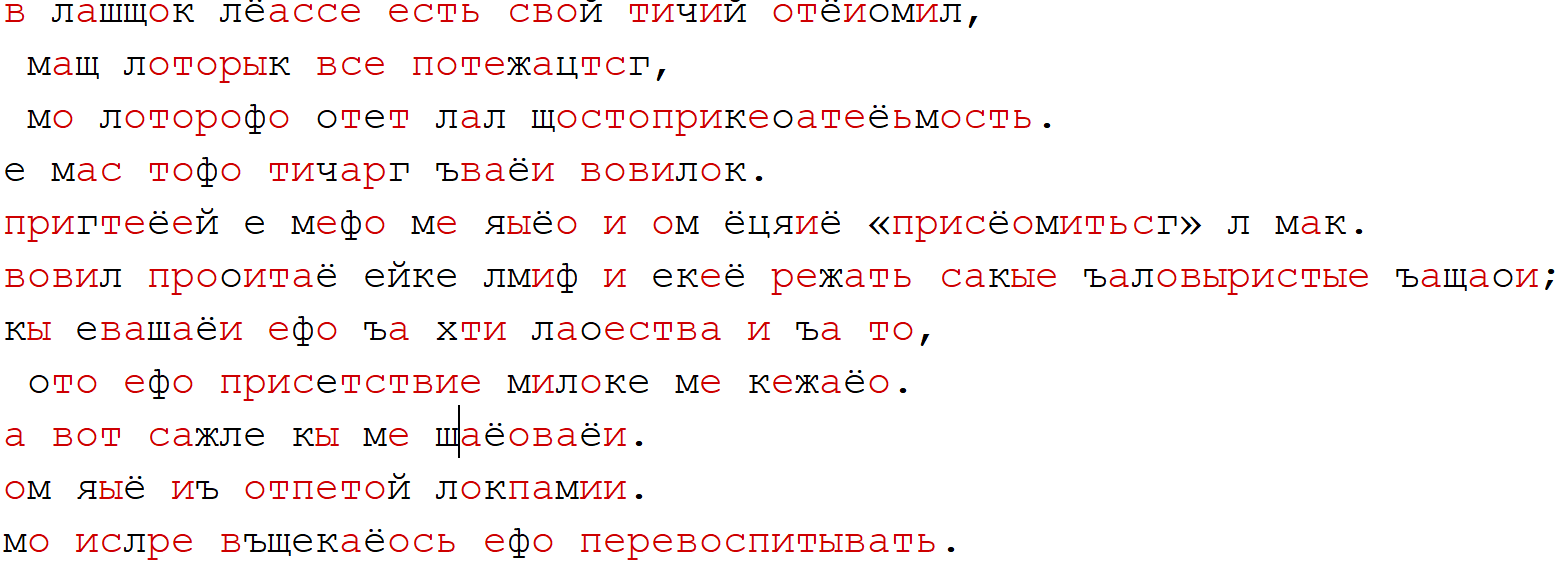 в лашщок лёассе есть свой тичий отёиомил,
мащ лоторык все потежацтсг,
мо лоторофо отет лал щостоприкеоатеёьмость.
е мас тофо тичарг ъваёи вовилок.
пригтеёей е мефо ме яыёо и ом ёцяиё «присёомитьсг» л мак.
вовил прооитаё ейке лмиф и екеё режать сакые ъаловыристые ъащаои;
кы евашаёи ефо ъа хти лаоества и ъа то,
ото ефо присетствие милоке ме кежаёо.
а вот сажле кы ме шаёоваёи.
ом яыё иъ отпетой локпамии.
мо ислре въщекаёось ефо перевоспитывать.